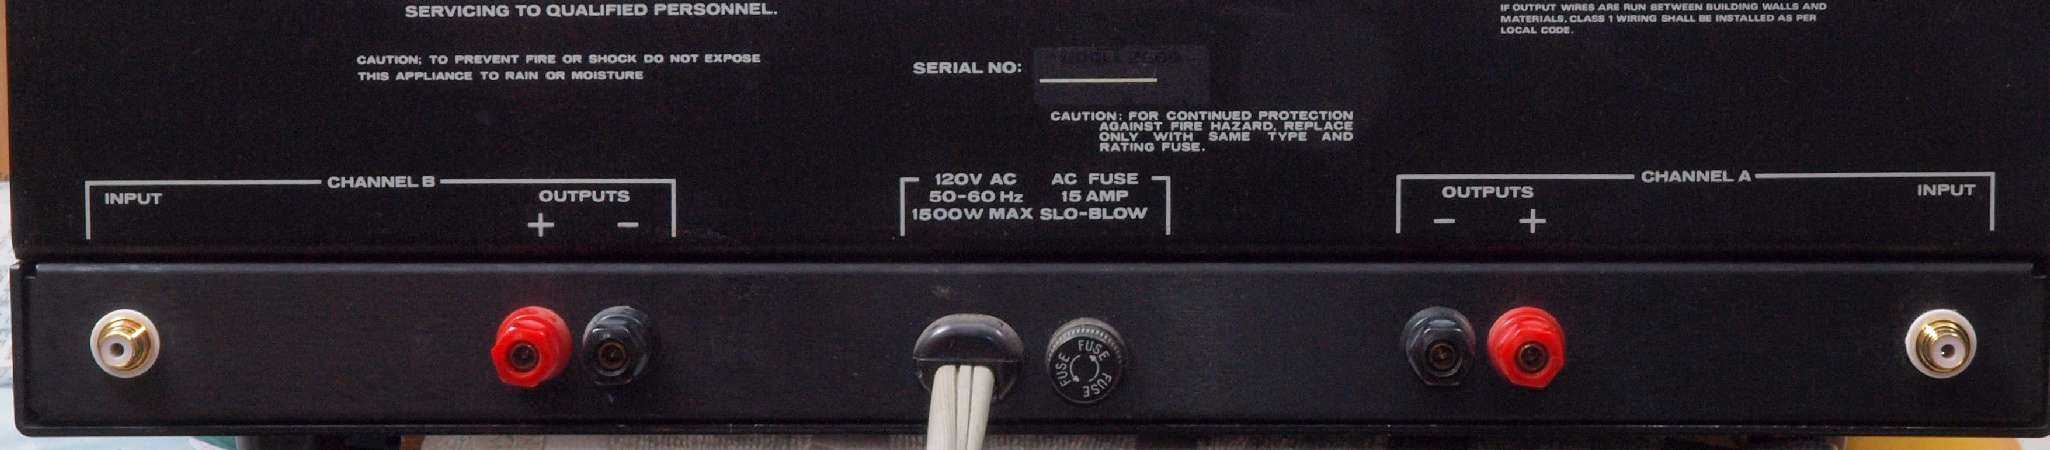 SERVICING TO QUALIFIED PERSONNEL.
CAUTION; TO PREVENT FIRE OR SHOCK DO NOT EXPOSE
THIS APPLIANCE TO RAIN OR MOISTURE
IF OUTPUT WIRES ARE RUN BETWEEN BUILDING WALLS AND
MATERIALS, CLASS 1 WIRING SHALL BE INSTALLED AS PER
LOCAL CODE.
SERIAL NO:
CAUTION: FOR CONTINUED PROTECTION
AGAINST FIRE HAZARD, REPLACE
ONLY WITH SAME TYPE AND
RATING FUSE.
CHANNEL B
INPUT
OUTPUTS
+ −
120V AC
50-60 Hz
1500W MAX
AC FUSE
15 AMP
SLO-BLOW
CHANNEL A
OUTPUTS
− +
INPUT
FUSE
FUSE
FUSE
FUSE